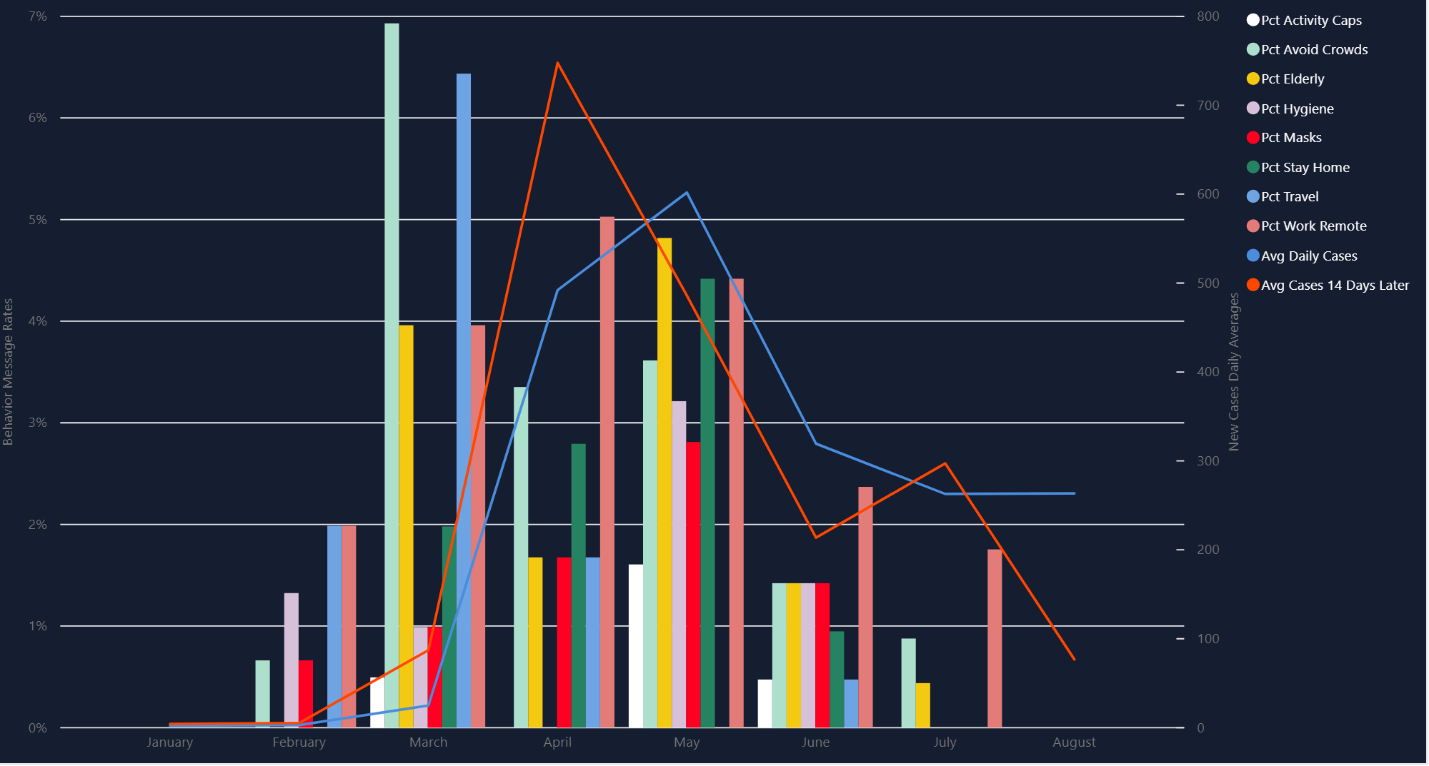 7%
6%
5%
4%
3%
2%
1%
0%
Behavior Message Rates
January February March April May June July August
800
700
600
500
400
300
200
100
0
New Cases Daily Averages
Pct Activity Caps
Pct Avoid Crowds
Pct Elderly
Pct Hygiene
Pct Masks
Pct Stay Home
Pct Travel
Pct Work Remote
Avg Daily Cases
Avg Cases 14 Days Later